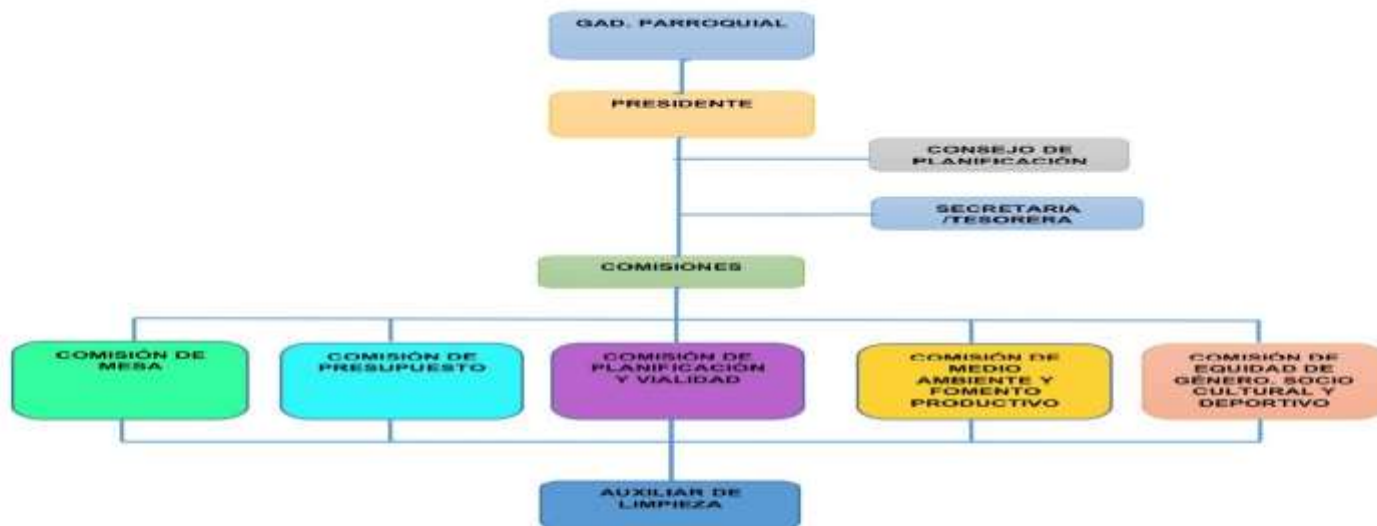 GAD. PARROQUIAL
PRESIDENTE
CONSEJO DE
PLANIFICACIÓN
SECRETARIA
/TESORERA
COMISIONES
COMISIÓN DE
MESA
COMISIÓN DE
PRESUPUESTO
COMISIÓN DE
PLANIFICACIÓN
Y VIALIDAD
COMISIÓN DE
MEDIO
AMBIENTE Y
FOMENTO
PRODUCTIVO
COMISIÓN DE
EQUIDAD DE
GÉNERO, SOCIO
CULTURAL Y
DEPORTIVO
AUXILIAR DE
LIMPIEZA